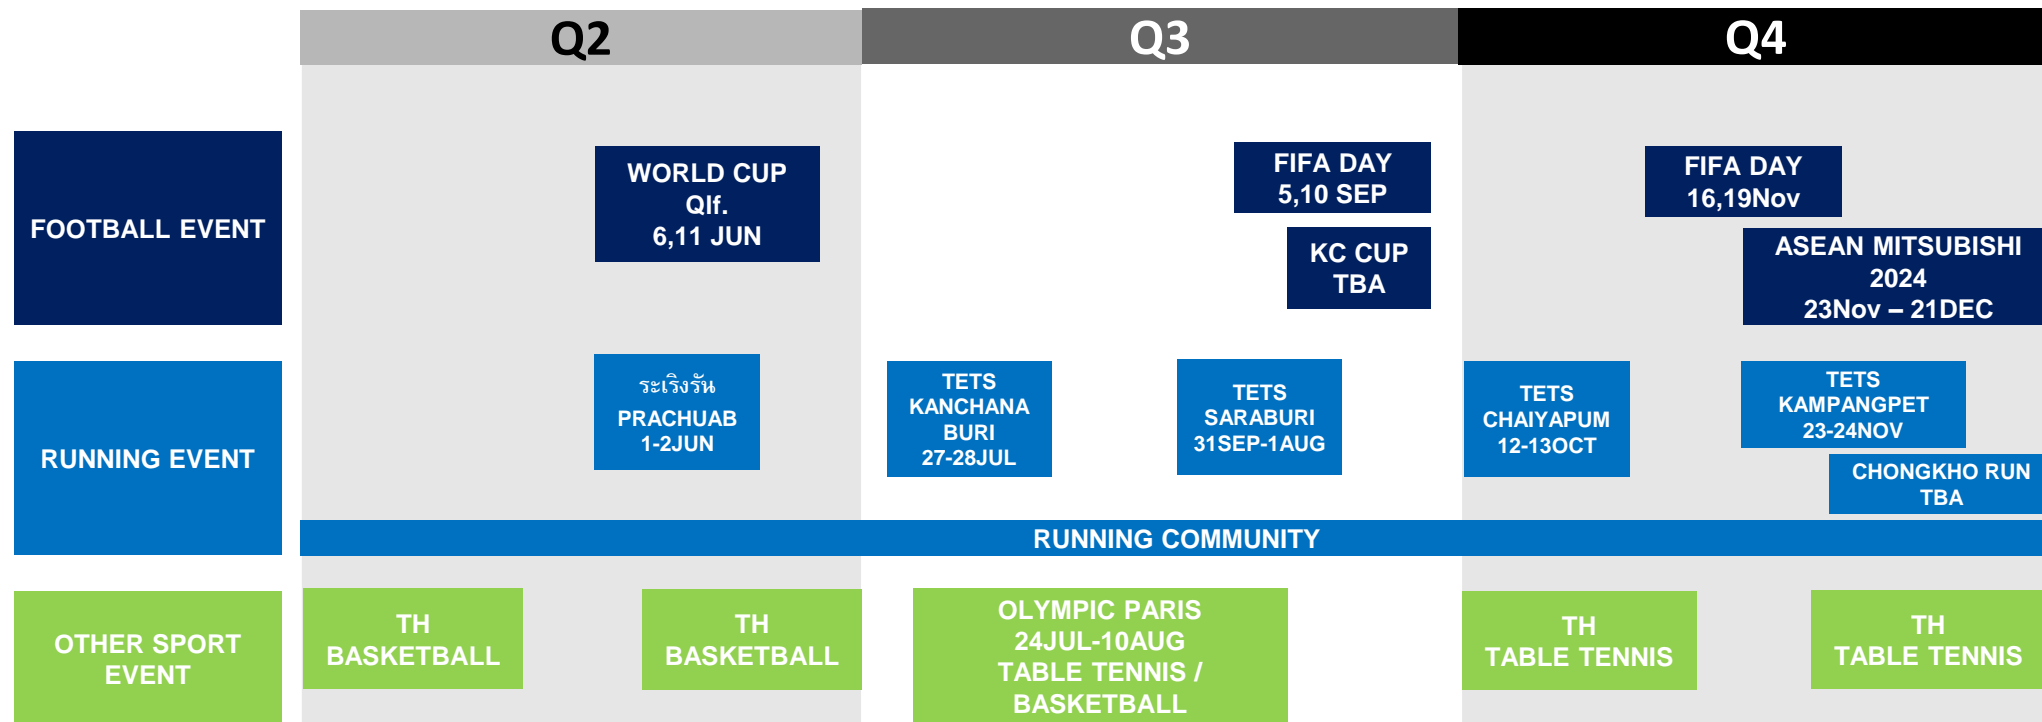 Q2
Q3
Q4
FOOTBALL EVENT
WORLD CUP
Qlf.
6,11 JUN
FIFA DAY
5,10 SEP
KC CUP
TBA
FIFA DAY
16,19Nov
ASEAN MITSUBISHI
2024
23Nov – 21DEC
RUNNING EVENT
ระเริงรัน
PRACHUAB
1-2JUN
TETS
KANCHANA
BURI
27-28JUL
TETS
SARABURI
31SEP-1AUG
TETS
CHAIYAPUM
12-13OCT
TETS
KAMPANGPET
23-24NOV
CHONGKHO RUN
TBA
RUNNING COMMUNITY
OTHER SPORT
EVENT
TH
BASKETBALL
TH
BASKETBALL
OLYMPIC PARIS
24JUL-10AUG
TABLE TENNIS /
BASKETBALL
TH
TABLE TENNIS
TH
TABLE TENNIS